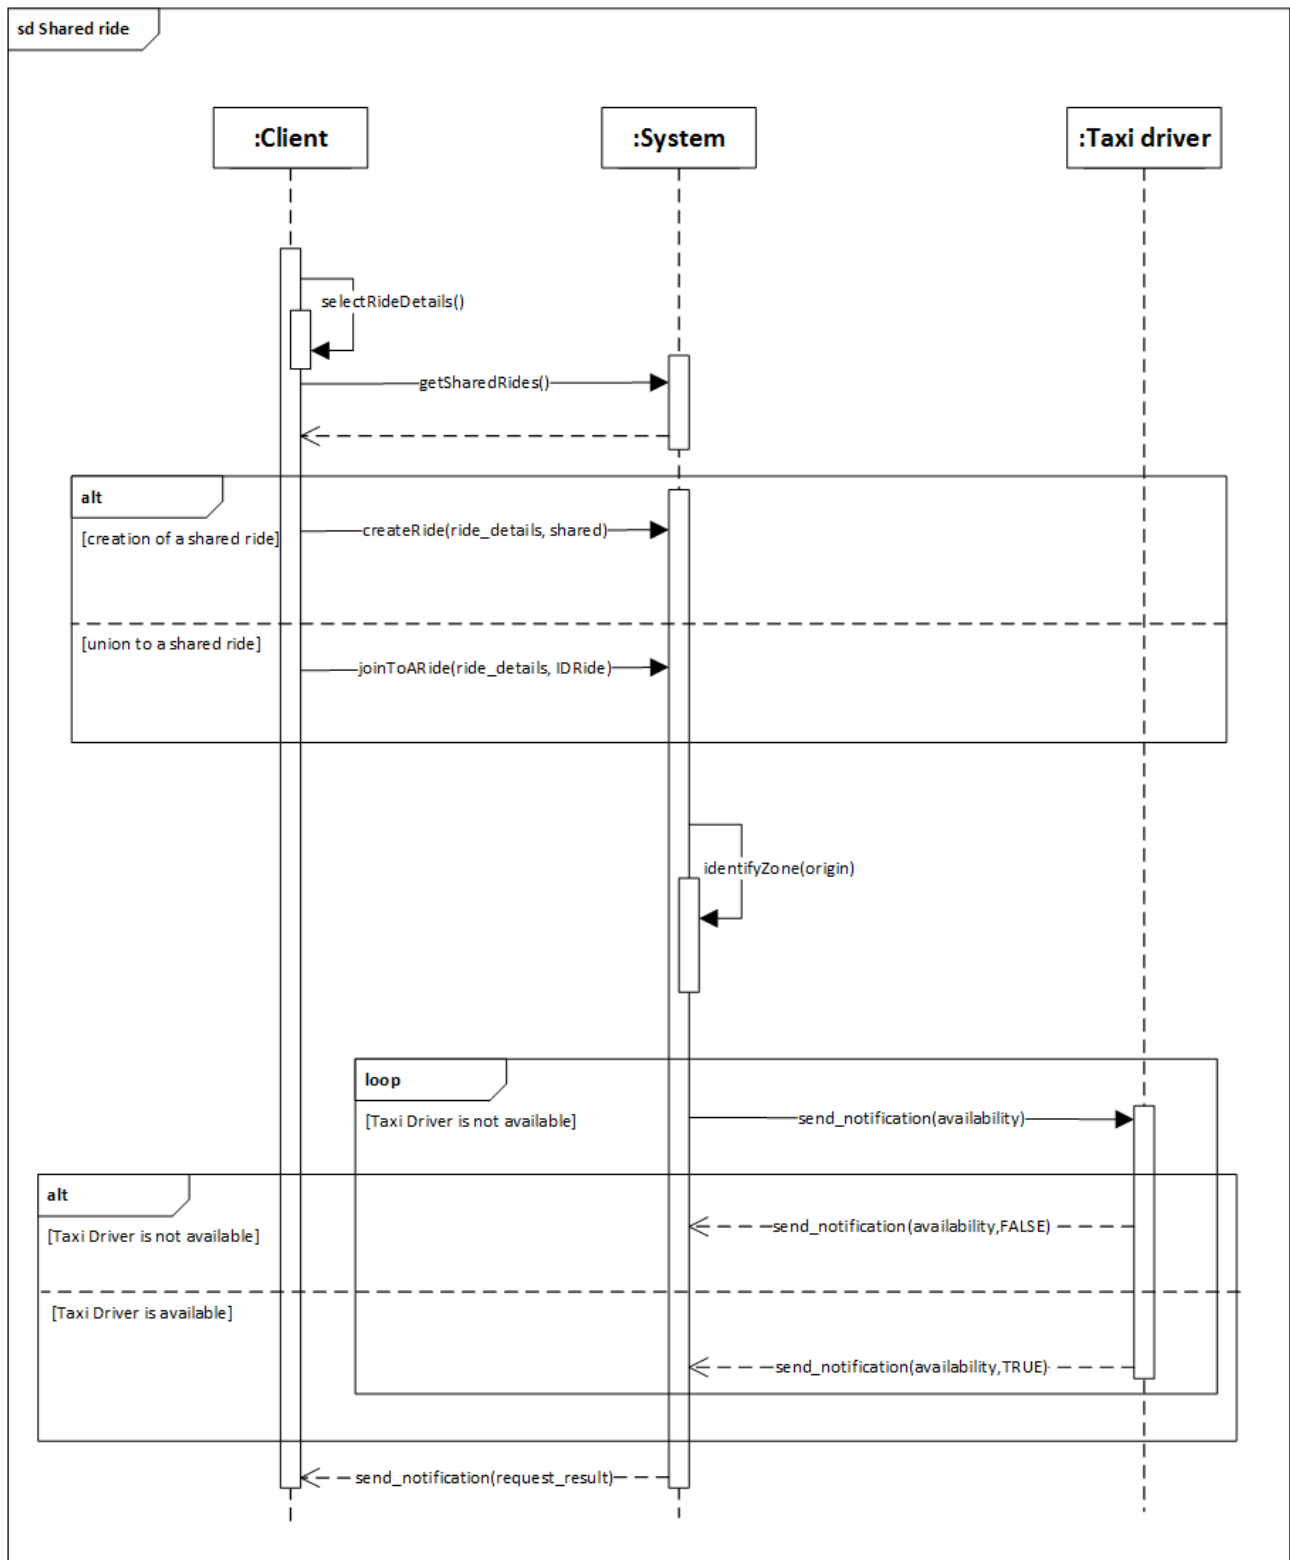 sd Shared ride
:Client
:System
:Taxi driver
selectRideDetails()
getSharedRides()
alt
[creation of a shared ride]
createRide(ride_details, shared)
[union to a shared ride]
joinToARide(ride_details, IDRide)
identifyZone(origin)
loop
[Taxi Driver is not available]
send_notification(availability)
alt
[Taxi Driver is not available]
send_notification(availability,FALSE)
[Taxi Driver is available]
send_notification(availability,TRUE)
send_notification(request_result)